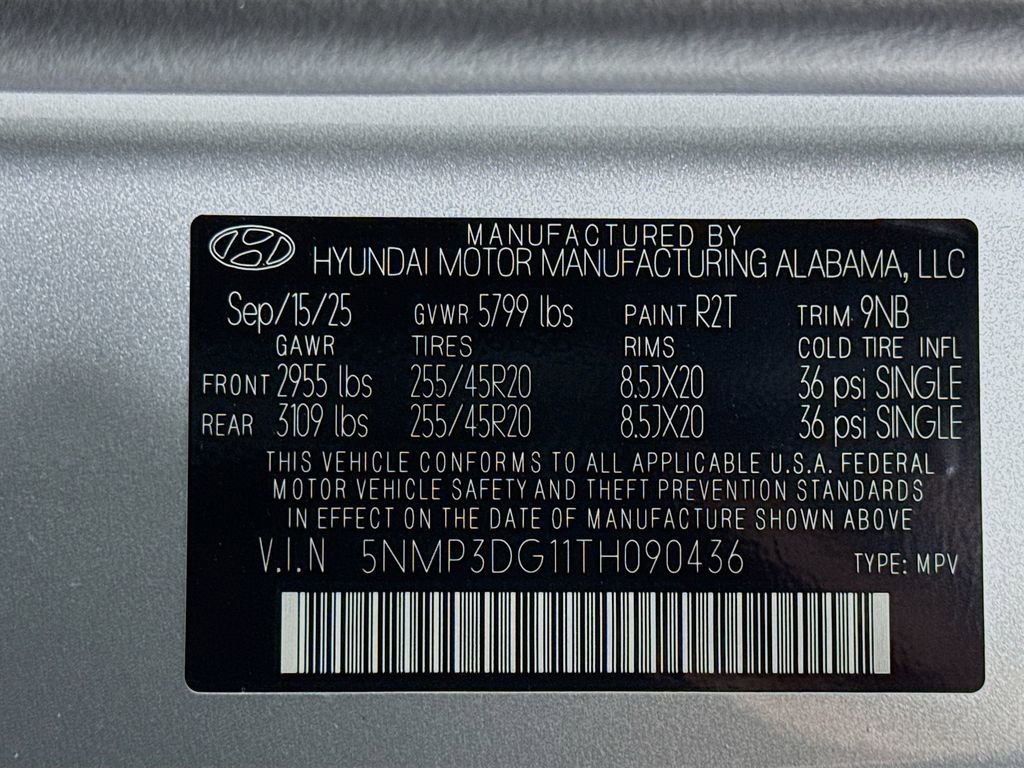 MANUFACTURED BY
HYUNDAI MOTOR MANUFACTURING ALABAMA, LLC
Sep/15/25 GVWR 5799 lbs PAINT R2T TRIM 9NB
GAWR TIRES RIMS COLD TIRE INFL
FRONT 2955 lbs 255/45R20 8.5JX20 36 psi SINGLE
REAR 3109 lbs 255/45R20 8.5JX20 36 psi SINGLE
THIS VEHICLE CONFORMS TO ALL APPLICABLE U.S.A. FEDERAL
MOTOR VEHICLE SAFETY AND THEFT PREVENTION STANDARDS
IN EFFECT ON THE DATE OF MANUFACTURE SHOWN ABOVE
V.I.N 5NMP3DG11TH090436 TYPE: MPV